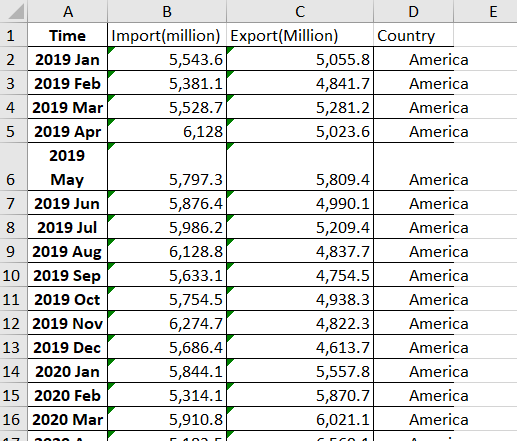 A B C D E
1 Time Import(million) Export(Million) Country
2 2019 Jan 5,543.6 5,055.8 America
3 2019 Feb 5,381.1 4,841.7 America
4 2019 Mar 5,528.7 5,281.2 America
5 2019 Apr 6,128 5,023.6 America
2019
6 May 5,797.3 5,809.4 America
7 2019 Jun 5,876.4 4,990.1 America
8 2019 Jul 5,986.2 5,209.4 America
9 2019 Aug 6,128.8 4,837.7 America
10 2019 Sep 5,633.1 4,754.5 America
11 2019 Oct 5,754.5 4,938.3 America
12 2019 Nov 6,274.7 4,822.3 America
13 2019 Dec 5,686.4 4,613.7 America
14 2020 Jan 5,844.1 5,557.8 America
15 2020 Feb 5,314.1 5,870.7 America
16 2020 Mar 5,910.8 6,021.1 America